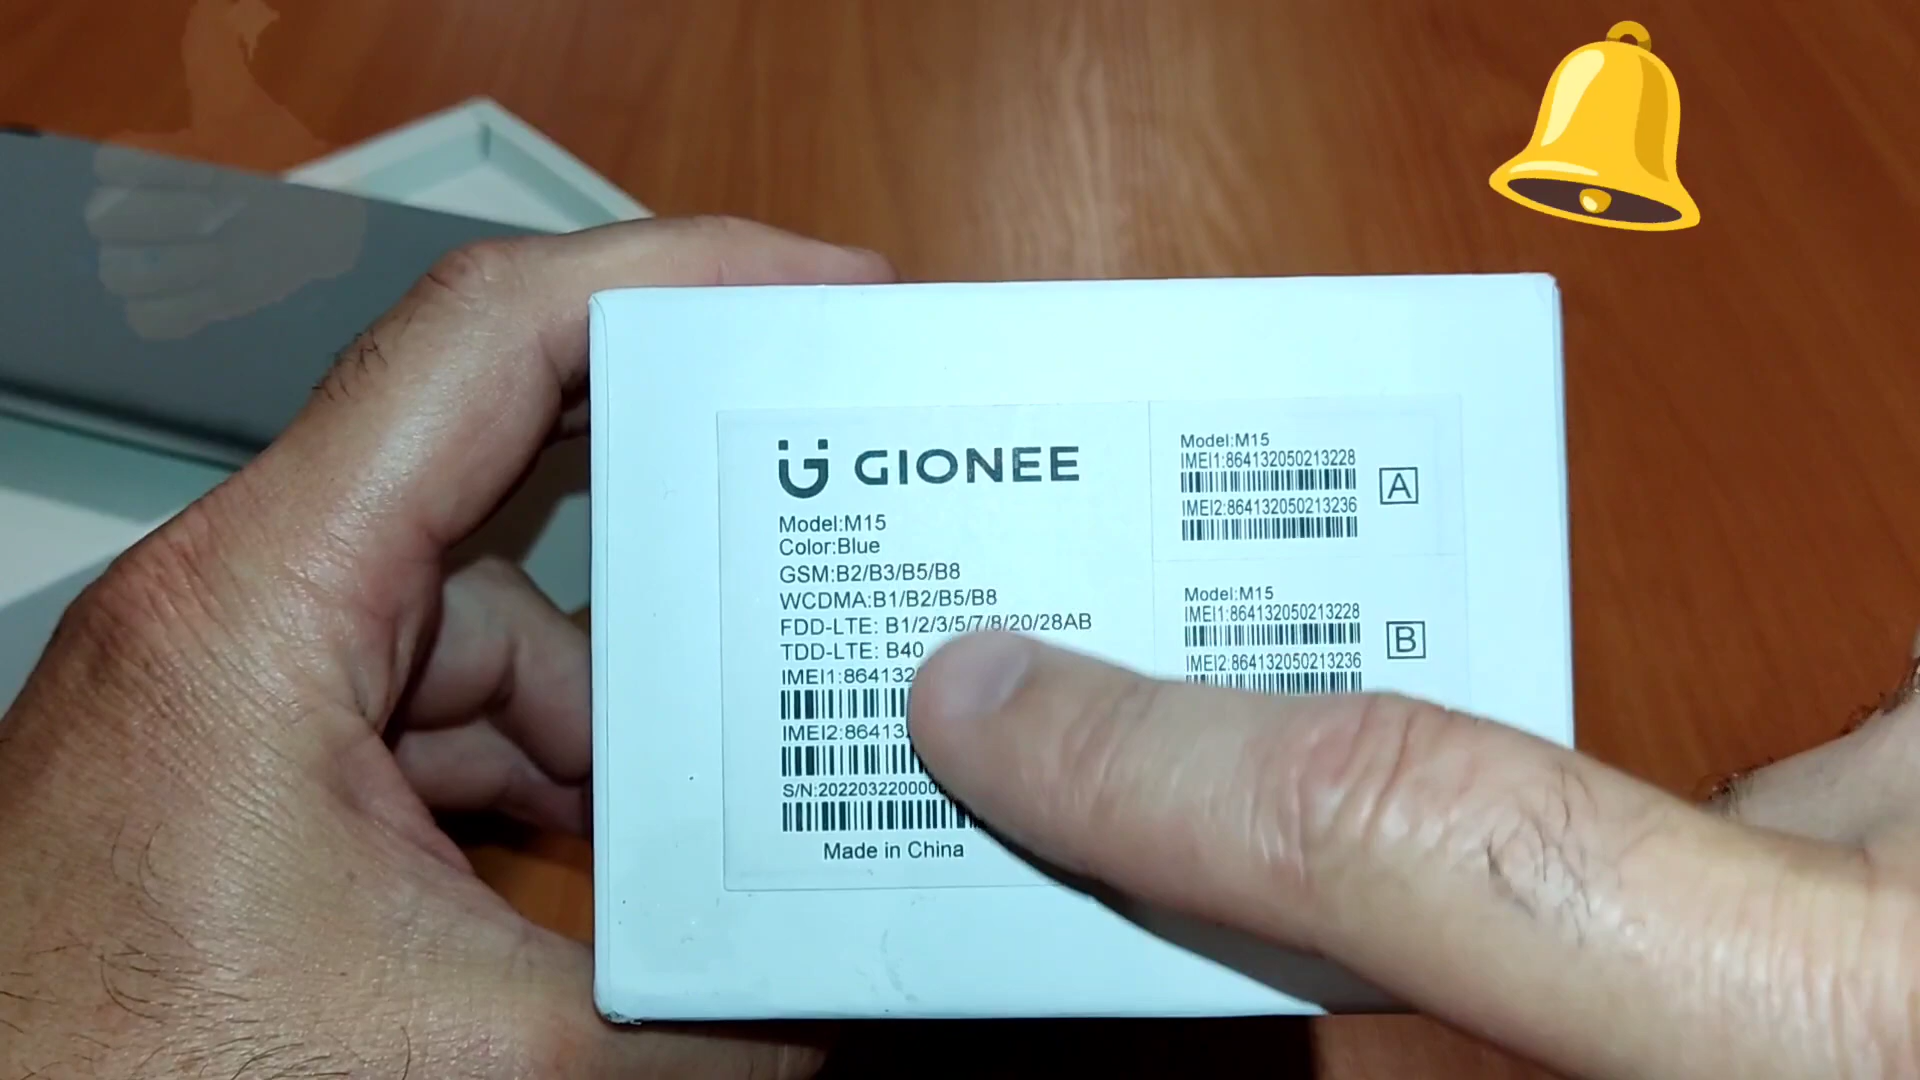 GIONEE
Model:M15
Color:Blue
GSM:B2/B3/B5/B8
WCDMA:B1/B2/B5/B8
FDD-LTE: B1/2/3/5/7/8/20/28AB
TDD-LTE: B40
IMEI1:864132
IMEI2:86413
S/N:2022032200000
Made in China
Model:M15
IMEI1:864132050213228
IMEI2:864132050213236
A
Model:M15
IMEI1:864132050213228
IMEI2:864132050213236
B